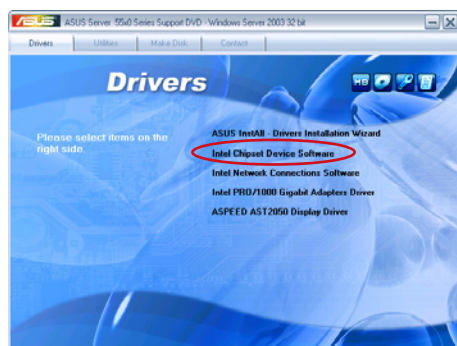 ASUS Server 55x0 Series Support DVD - Windows Server 2003 32 bit
Drivers Utilities Make Disk Contact
Drivers
Please select items on the right side.
ASUS InstAll - Drivers Installation Wizard
Intel Chipset Device Software
Intel Network Connections Software
Intel PRO/1000 Gigabit Adapters Driver
ASPEED AST2050 Display Driver